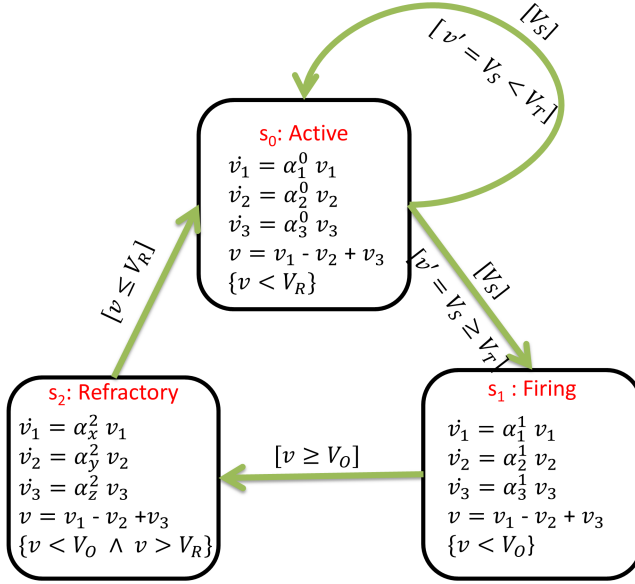 [V_S]
[ v′ = V_S < V_T]
s₀: Active
v̇₁ = α₁⁰ v₁
v̇₂ = α₂⁰ v₂
v̇₃ = α₃⁰ v₃
v = v₁ - v₂ + v₃
{v < V_R}
[v ≤ V_R]
[V_S]
[v′ = V_S ≥ V_T]
s₂: Refractory
v̇₁ = α_x² v₁
v̇₂ = α_y² v₂
v̇₃ = α_z² v₃
v = v₁ - v₂ +v₃
{v < V_O ∧ v > V_R}
[v ≥ V_O]
s₁ : Firing
v̇₁ = α₁¹ v₁
v̇₂ = α₂¹ v₂
v̇₃ = α₃¹ v₃
v = v₁ - v₂ + v₃
{v < V_O}